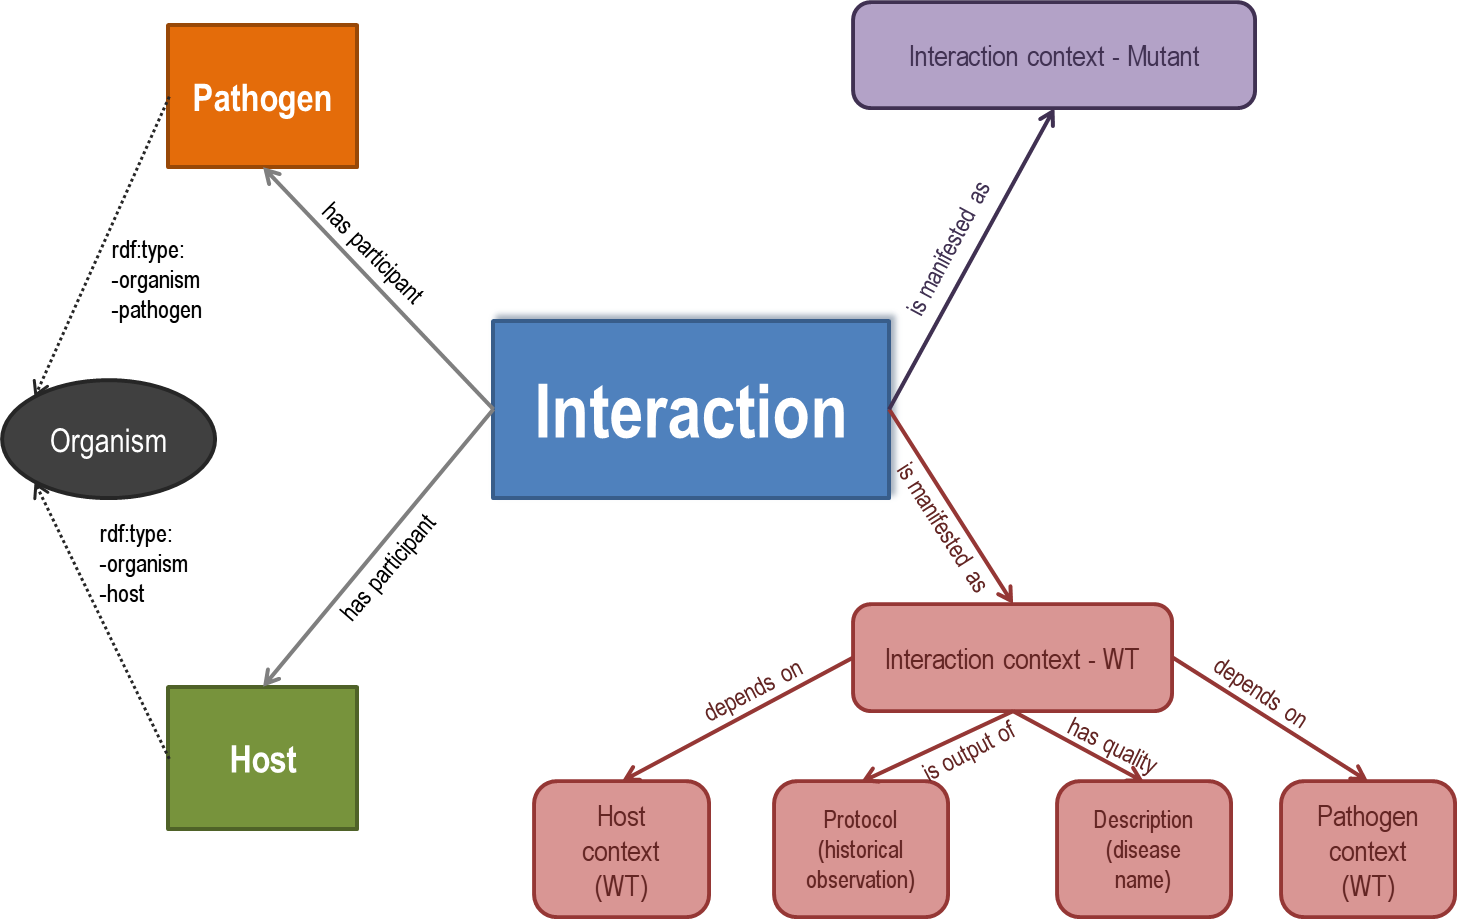 Interaction context - Mutant
Pathogen
has participant
is manifested as
rdf:type:
-organism
-pathogen
Interaction
Organism
is manifested as
rdf:type:
-organism
-host
has participant
Interaction context - WT
depends on
is output of
has quality
depends on
Host
Host
context
(WT)
Protocol
(historical
observation)
Description
(disease
name)
Pathogen
context
(WT)